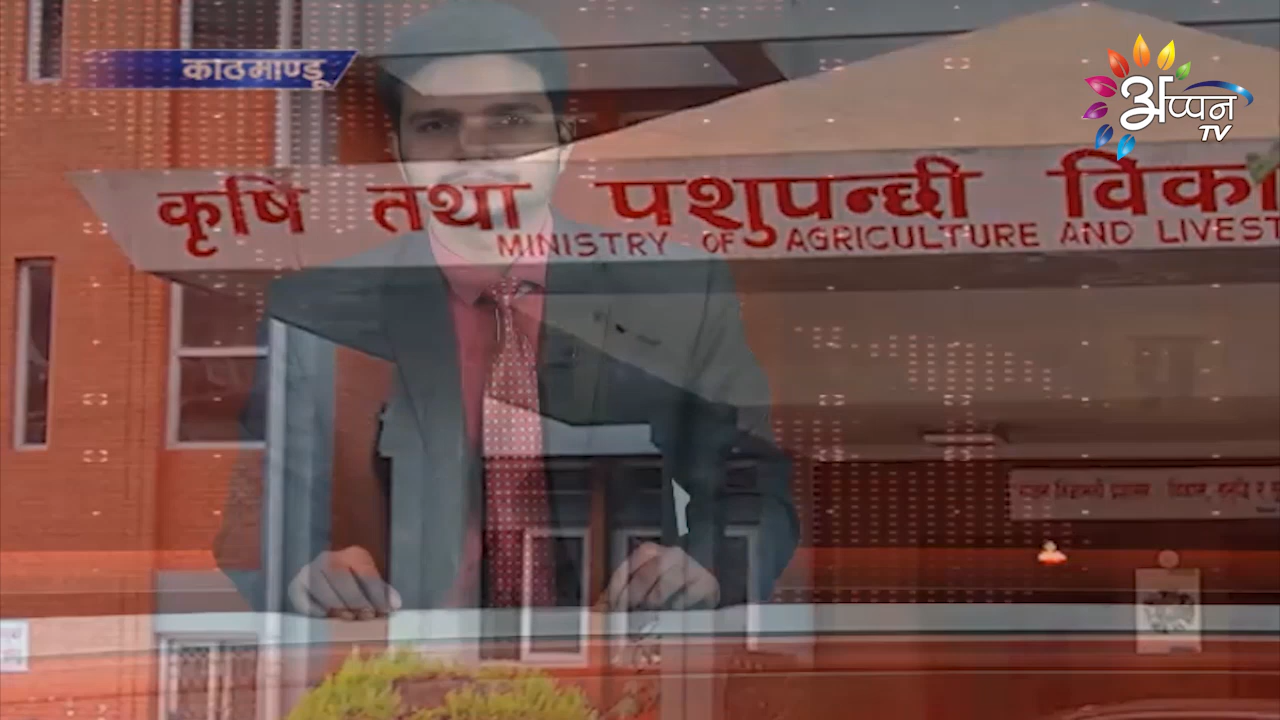 काठमाण्डू
अप्पन
TV
कृषि तथा पशुपन्छी विका
MINISTRY OF AGRICULTURE AND LIVEST